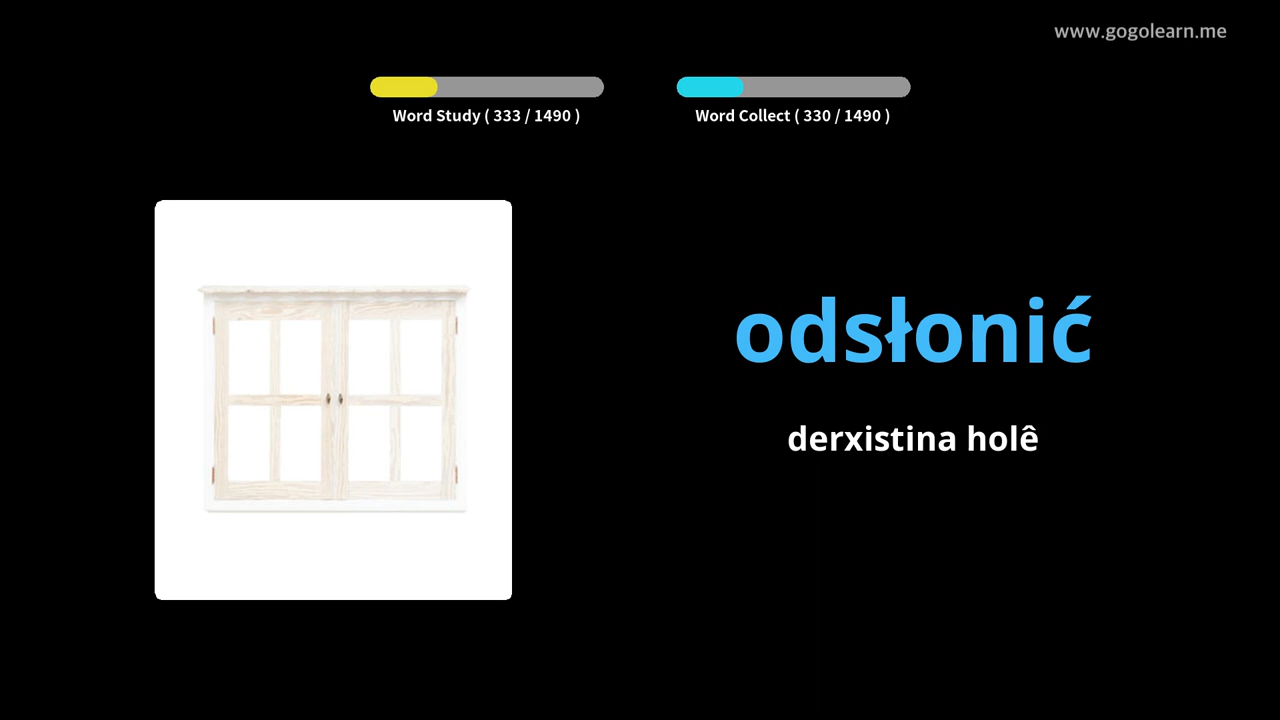 www.gogolearn.me
Word Study ( 333 / 1490 )
Word Collect ( 330 / 1490 )
odsłonić
derxistina holê